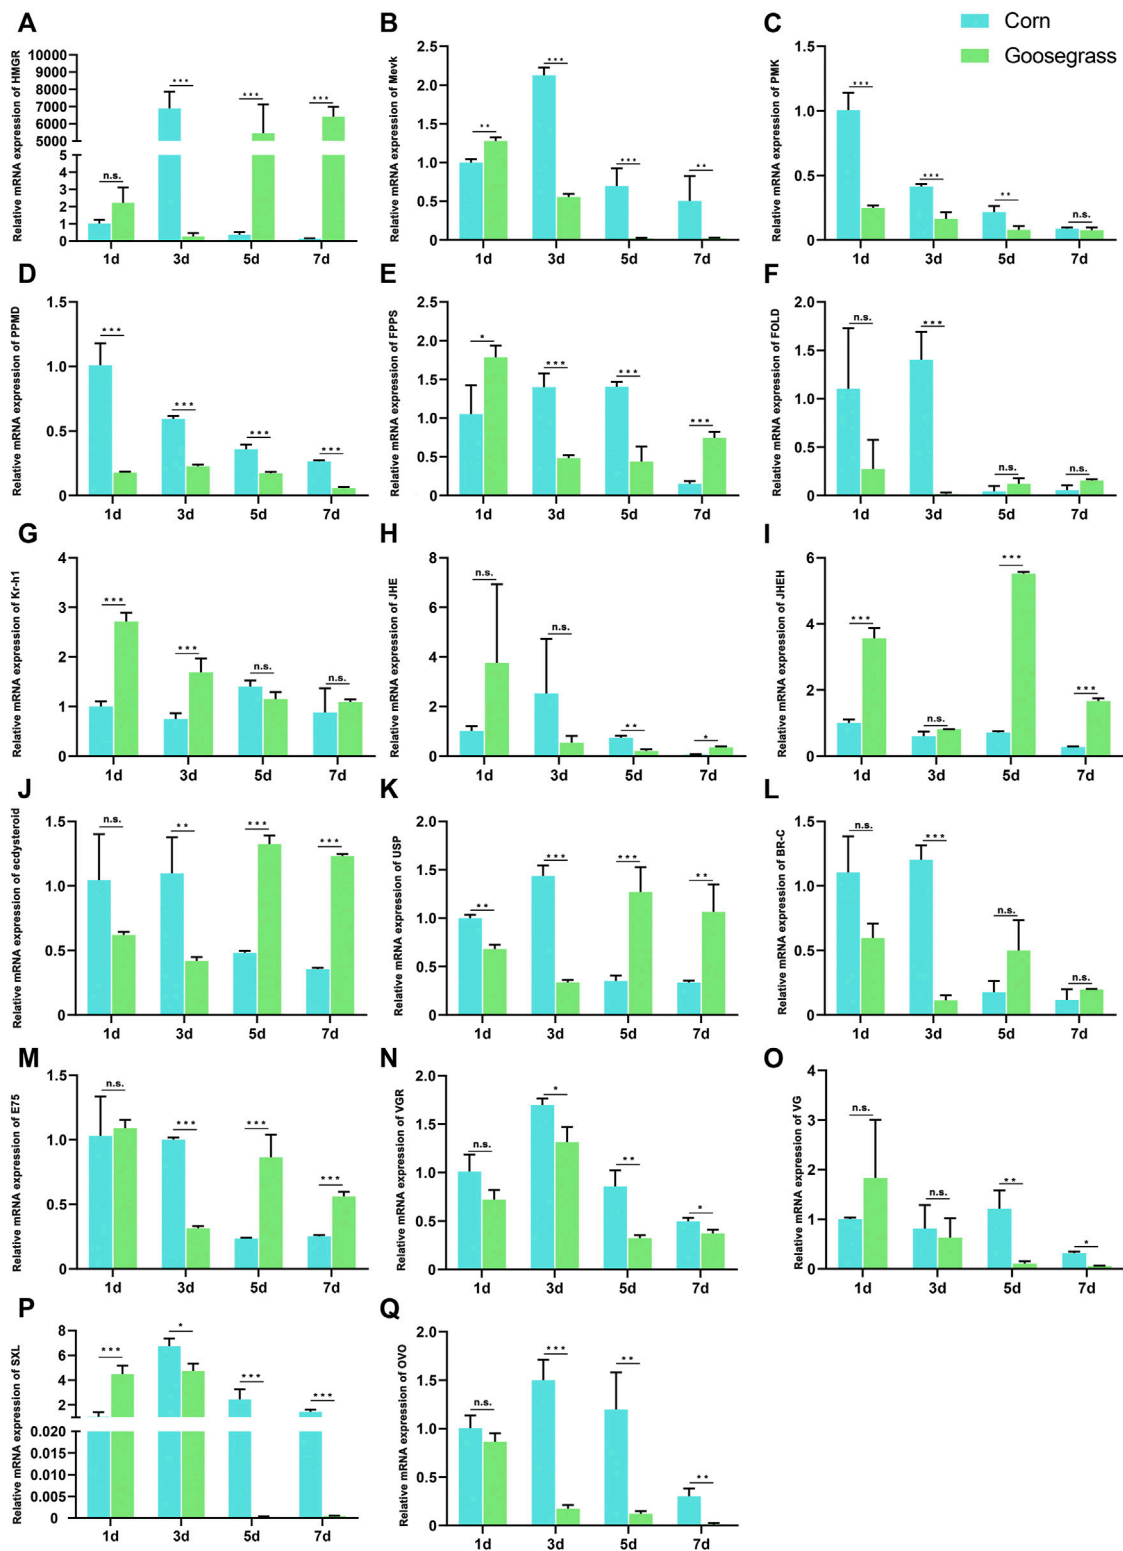 A
Relative mRNA expression of HMGR
10000
9000
8000
7000
6000
5000
5
4
3
2
1
0
n.s.
***
***
***
1d
3d
5d
7d
B
Relative mRNA expression of Mevk
2.5
2.0
1.5
1.0
0.5
0
**
***
***
**
1d
3d
5d
7d
C
Relative mRNA expression of PMK
1.5
1.0
0.5
0
***
***
**
n.s.
1d
3d
5d
7d
Corn
Goosegrass
D
Relative mRNA expression of PPMD
1.5
1.0
0.5
0
***
***
***
***
1d
3d
5d
7d
E
Relative mRNA expression of FPPS
2.5
2.0
1.5
1.0
0.5
0
*
***
***
***
1d
3d
5d
7d
F
Relative mRNA expression of FOLD
2.0
1.5
1.0
0.5
0
n.s.
***
n.s.
n.s.
1d
3d
5d
7d
G
Relative mRNA expression of Kr-h1
4
3
2
1
0
***
***
n.s.
n.s.
1d
3d
5d
7d
H
Relative mRNA expression of JHE
8
6
4
2
0
n.s.
n.s.
**
*
1d
3d
5d
7d
I
Relative mRNA expression of JHEH
6
4
2
0
***
n.s.
***
***
1d
3d
5d
7d
J
Relative mRNA expression of ecdysteroid
1.5
1.0
0.5
0
n.s.
**
***
***
1d
3d
5d
7d
K
Relative mRNA expression of USP
2.0
1.5
1.0
0.5
0
**
***
***
**
1d
3d
5d
7d
L
Relative mRNA expression of BR-C
1.5
1.0
0.5
0
n.s.
***
n.s.
n.s.
1d
3d
5d
7d
M
Relative mRNA expression of E75
1.5
1.0
0.5
0
n.s.
***
***
***
1d
3d
5d
7d
N
Relative mRNA expression of VGR
2.0
1.5
1.0
0.5
0
n.s.
*
**
*
1d
3d
5d
7d
O
Relative mRNA expression of VG
4
3
2
1
0
n.s.
n.s.
**
*
1d
3d
5d
7d
P
Relative mRNA expression of SXL
8
6
4
2
0.020
0.015
0.010
0.005
0
***
*
***
***
1d
3d
5d
7d
Q
Relative mRNA expression of OVO
2.0
1.5
1.0
0.5
0
n.s.
***
**
**
1d
3d
5d
7d